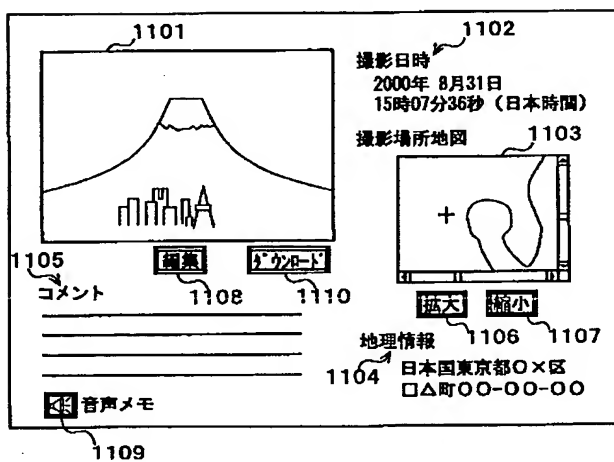 1101
1102
撮影日時
2000年 8月31日
15時07分36秒 (日本時間)
撮影場所地図
1103
1105
編集
ダウンロード
コメント
1108
1110
拡大
縮小
1106
1107
地理情報
1104
日本国東京都○×区
□△町○○-○○-○○
音声メモ
1109